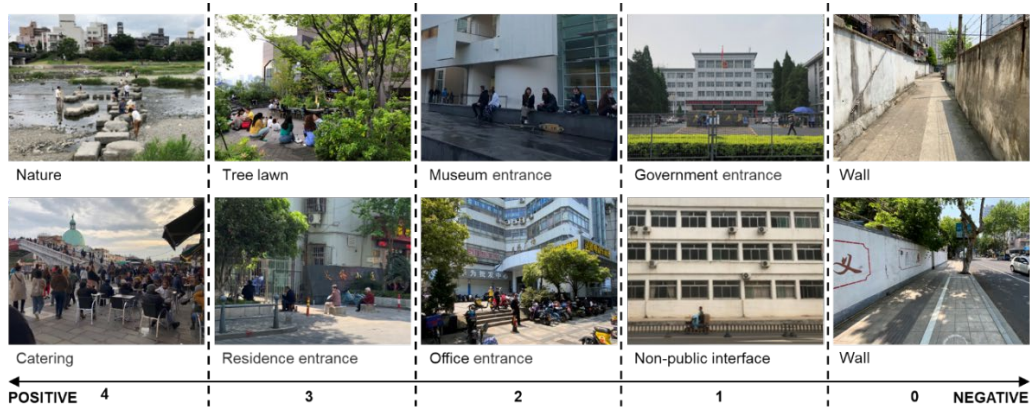 Nature
Tree lawn
Museum entrance
Government entrance
Wall
Catering
Residence entrance
Office entrance
Non-public interface
Wall
POSITIVE 4 3 2 1 0 NEGATIVE